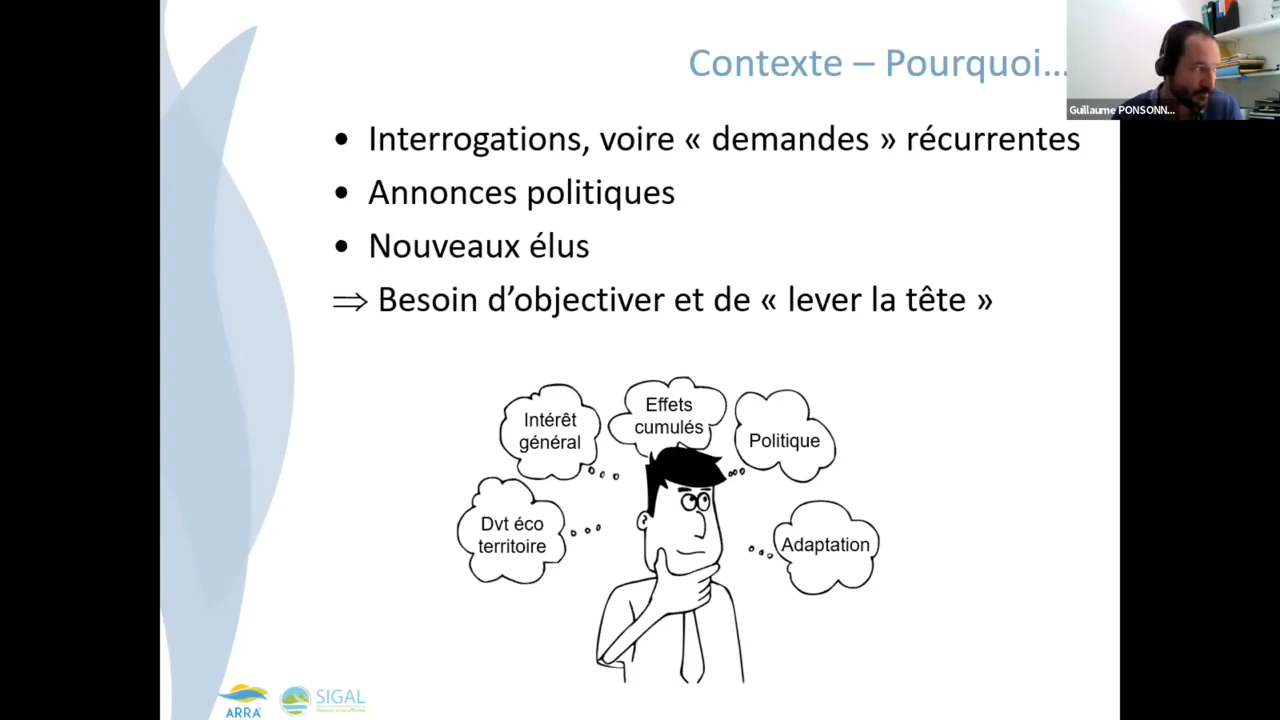 Contexte – Pourquoi...
Guillaume PONSONN...
• Interrogations, voire « demandes » récurrentes
• Annonces politiques
• Nouveaux élus
⇒ Besoin d’objectiver et de « lever la tête »
Intérêt
général
Effets
cumulés
Politique
Dvt éco
territoire
Adaptation
ARRA²
SIGAL